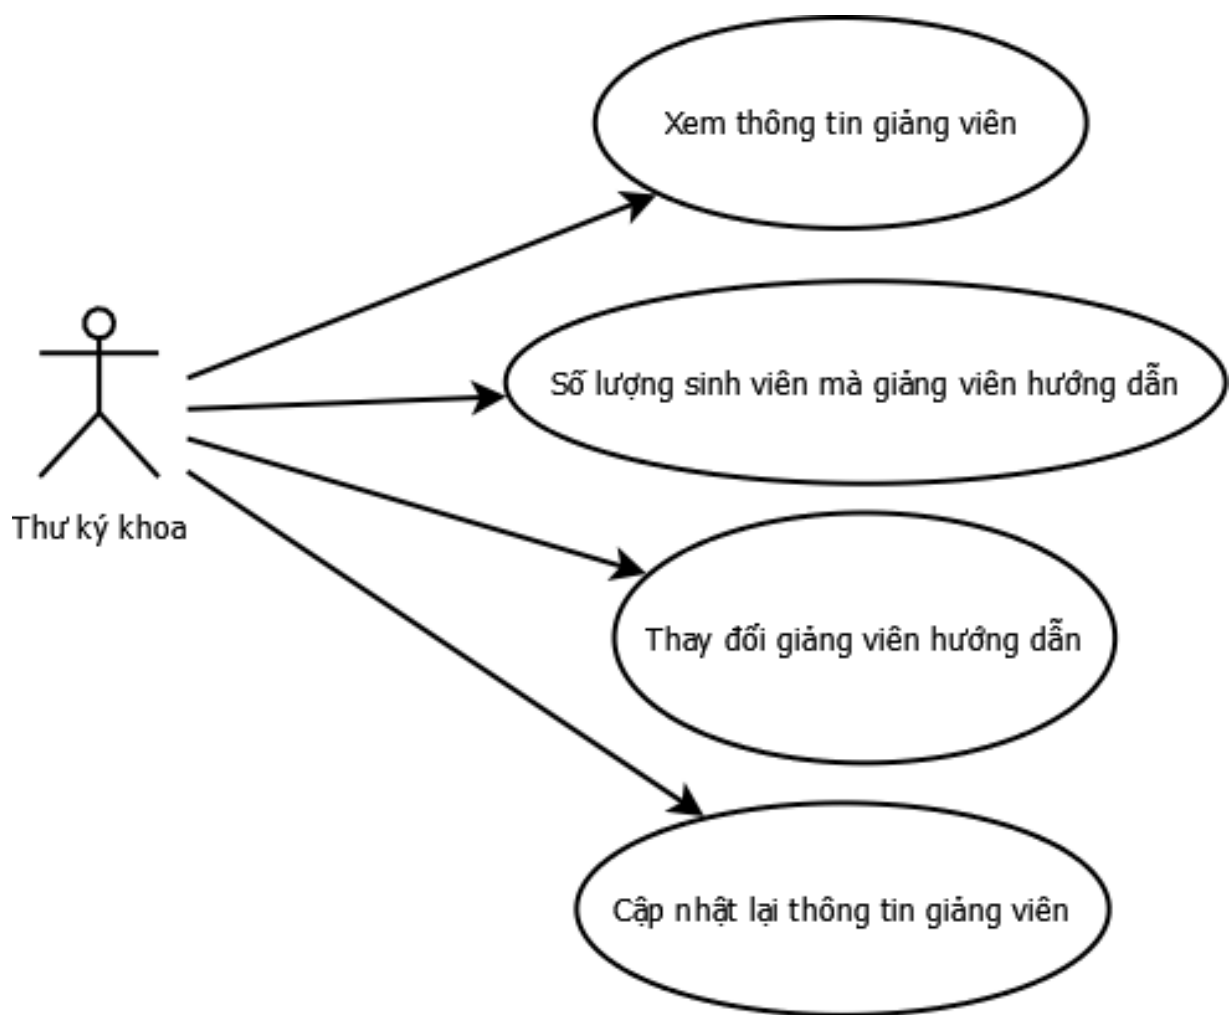 Xem thông tin giảng viên
Số lượng sinh viên mà giảng viên hướng dẫn
Thư ký khoa
Thay đổi giảng viên hướng dẫn
Cập nhật lại thông tin giảng viên